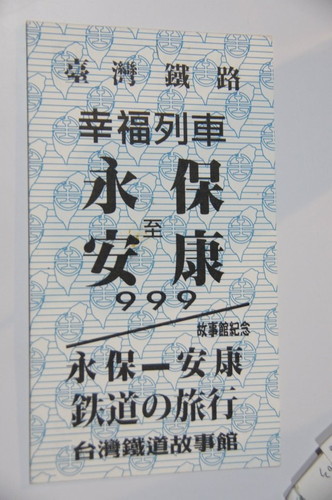 臺灣鐵路
幸福列車
永保
至
安康
999
故事館紀念
永保－安康
鉄道の旅行
台灣鐵道故事館